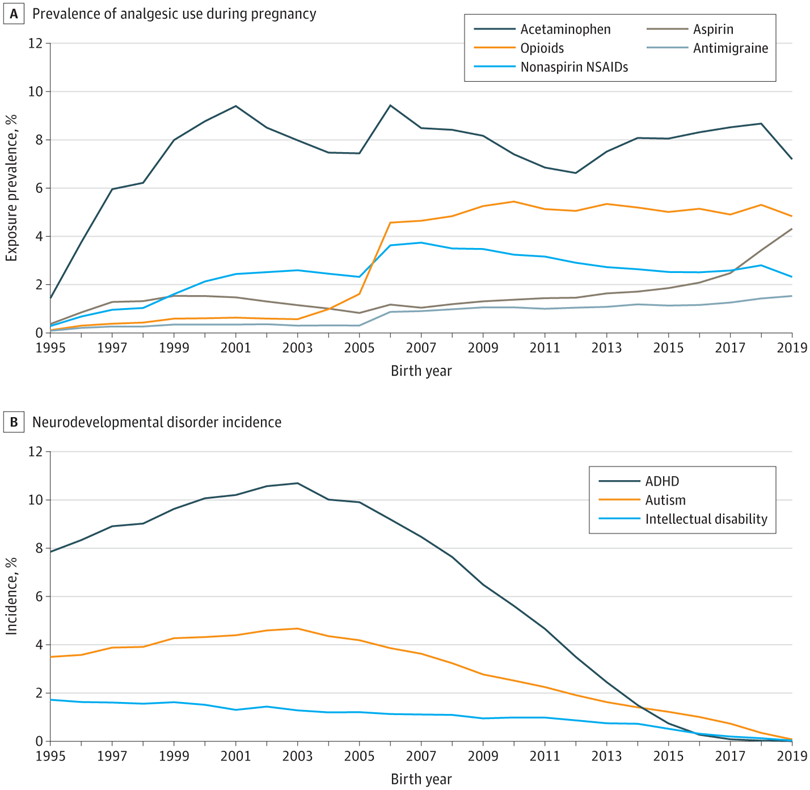 A Prevalence of analgesic use during pregnancy
Acetaminophen Aspirin
Opioids Antimigraine
Nonaspirin NSAIDs
12
10
8
6
4
2
0
Exposure prevalence, %
1995 1997 1999 2001 2003 2005 2007 2009 2011 2013 2015 2017 2019
Birth year
B Neurodevelopmental disorder incidence
ADHD
Autism
Intellectual disability
12
10
8
6
4
2
0
Incidence, %
1995 1997 1999 2001 2003 2005 2007 2009 2011 2013 2015 2017 2019
Birth year